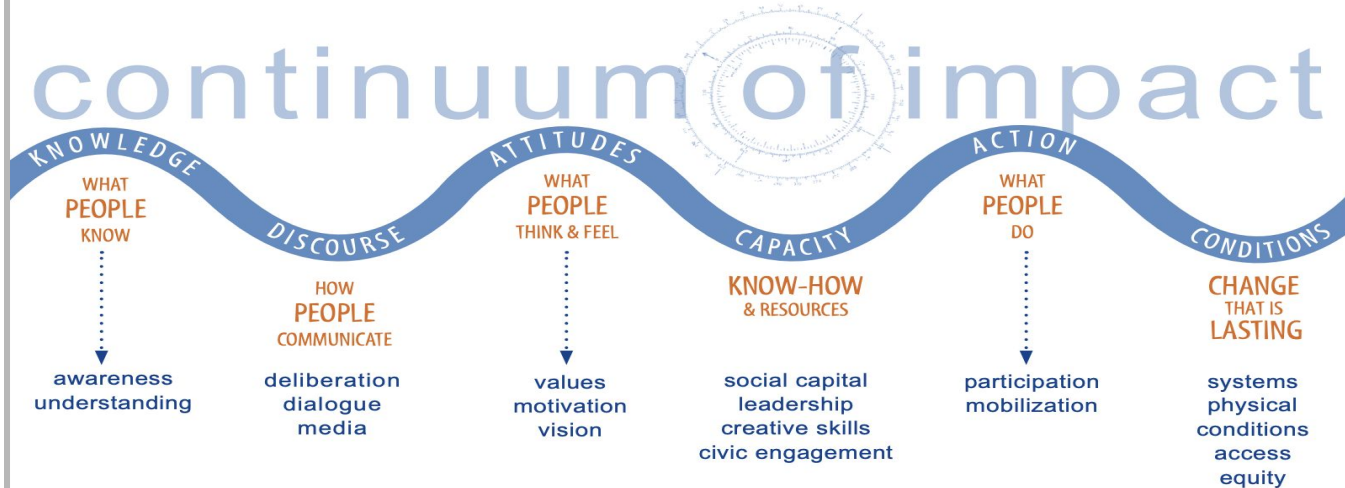 continuum of impact
KNOWLEDGE
WHAT
PEOPLE
KNOW
awareness
understanding
DISCOURSE
HOW
PEOPLE
COMMUNICATE
deliberation
dialogue
media
ATTITUDES
WHAT
PEOPLE
THINK & FEEL
values
motivation
vision
CAPACITY
KNOW-HOW
& RESOURCES
social capital
leadership
creative skills
civic engagement
ACTION
WHAT
PEOPLE
DO
participation
mobilization
CONDITIONS
CHANGE
THAT IS
LASTING
systems
physical
conditions
access
equity